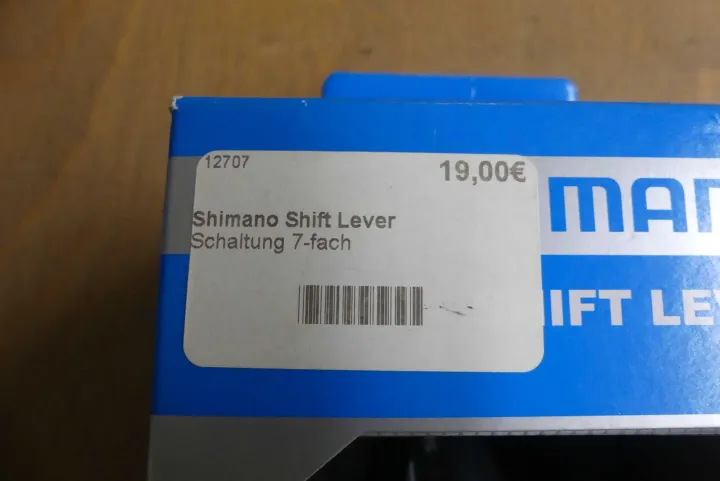 12707
19,00€
Shimano Shift Lever
Schaltung 7-fach